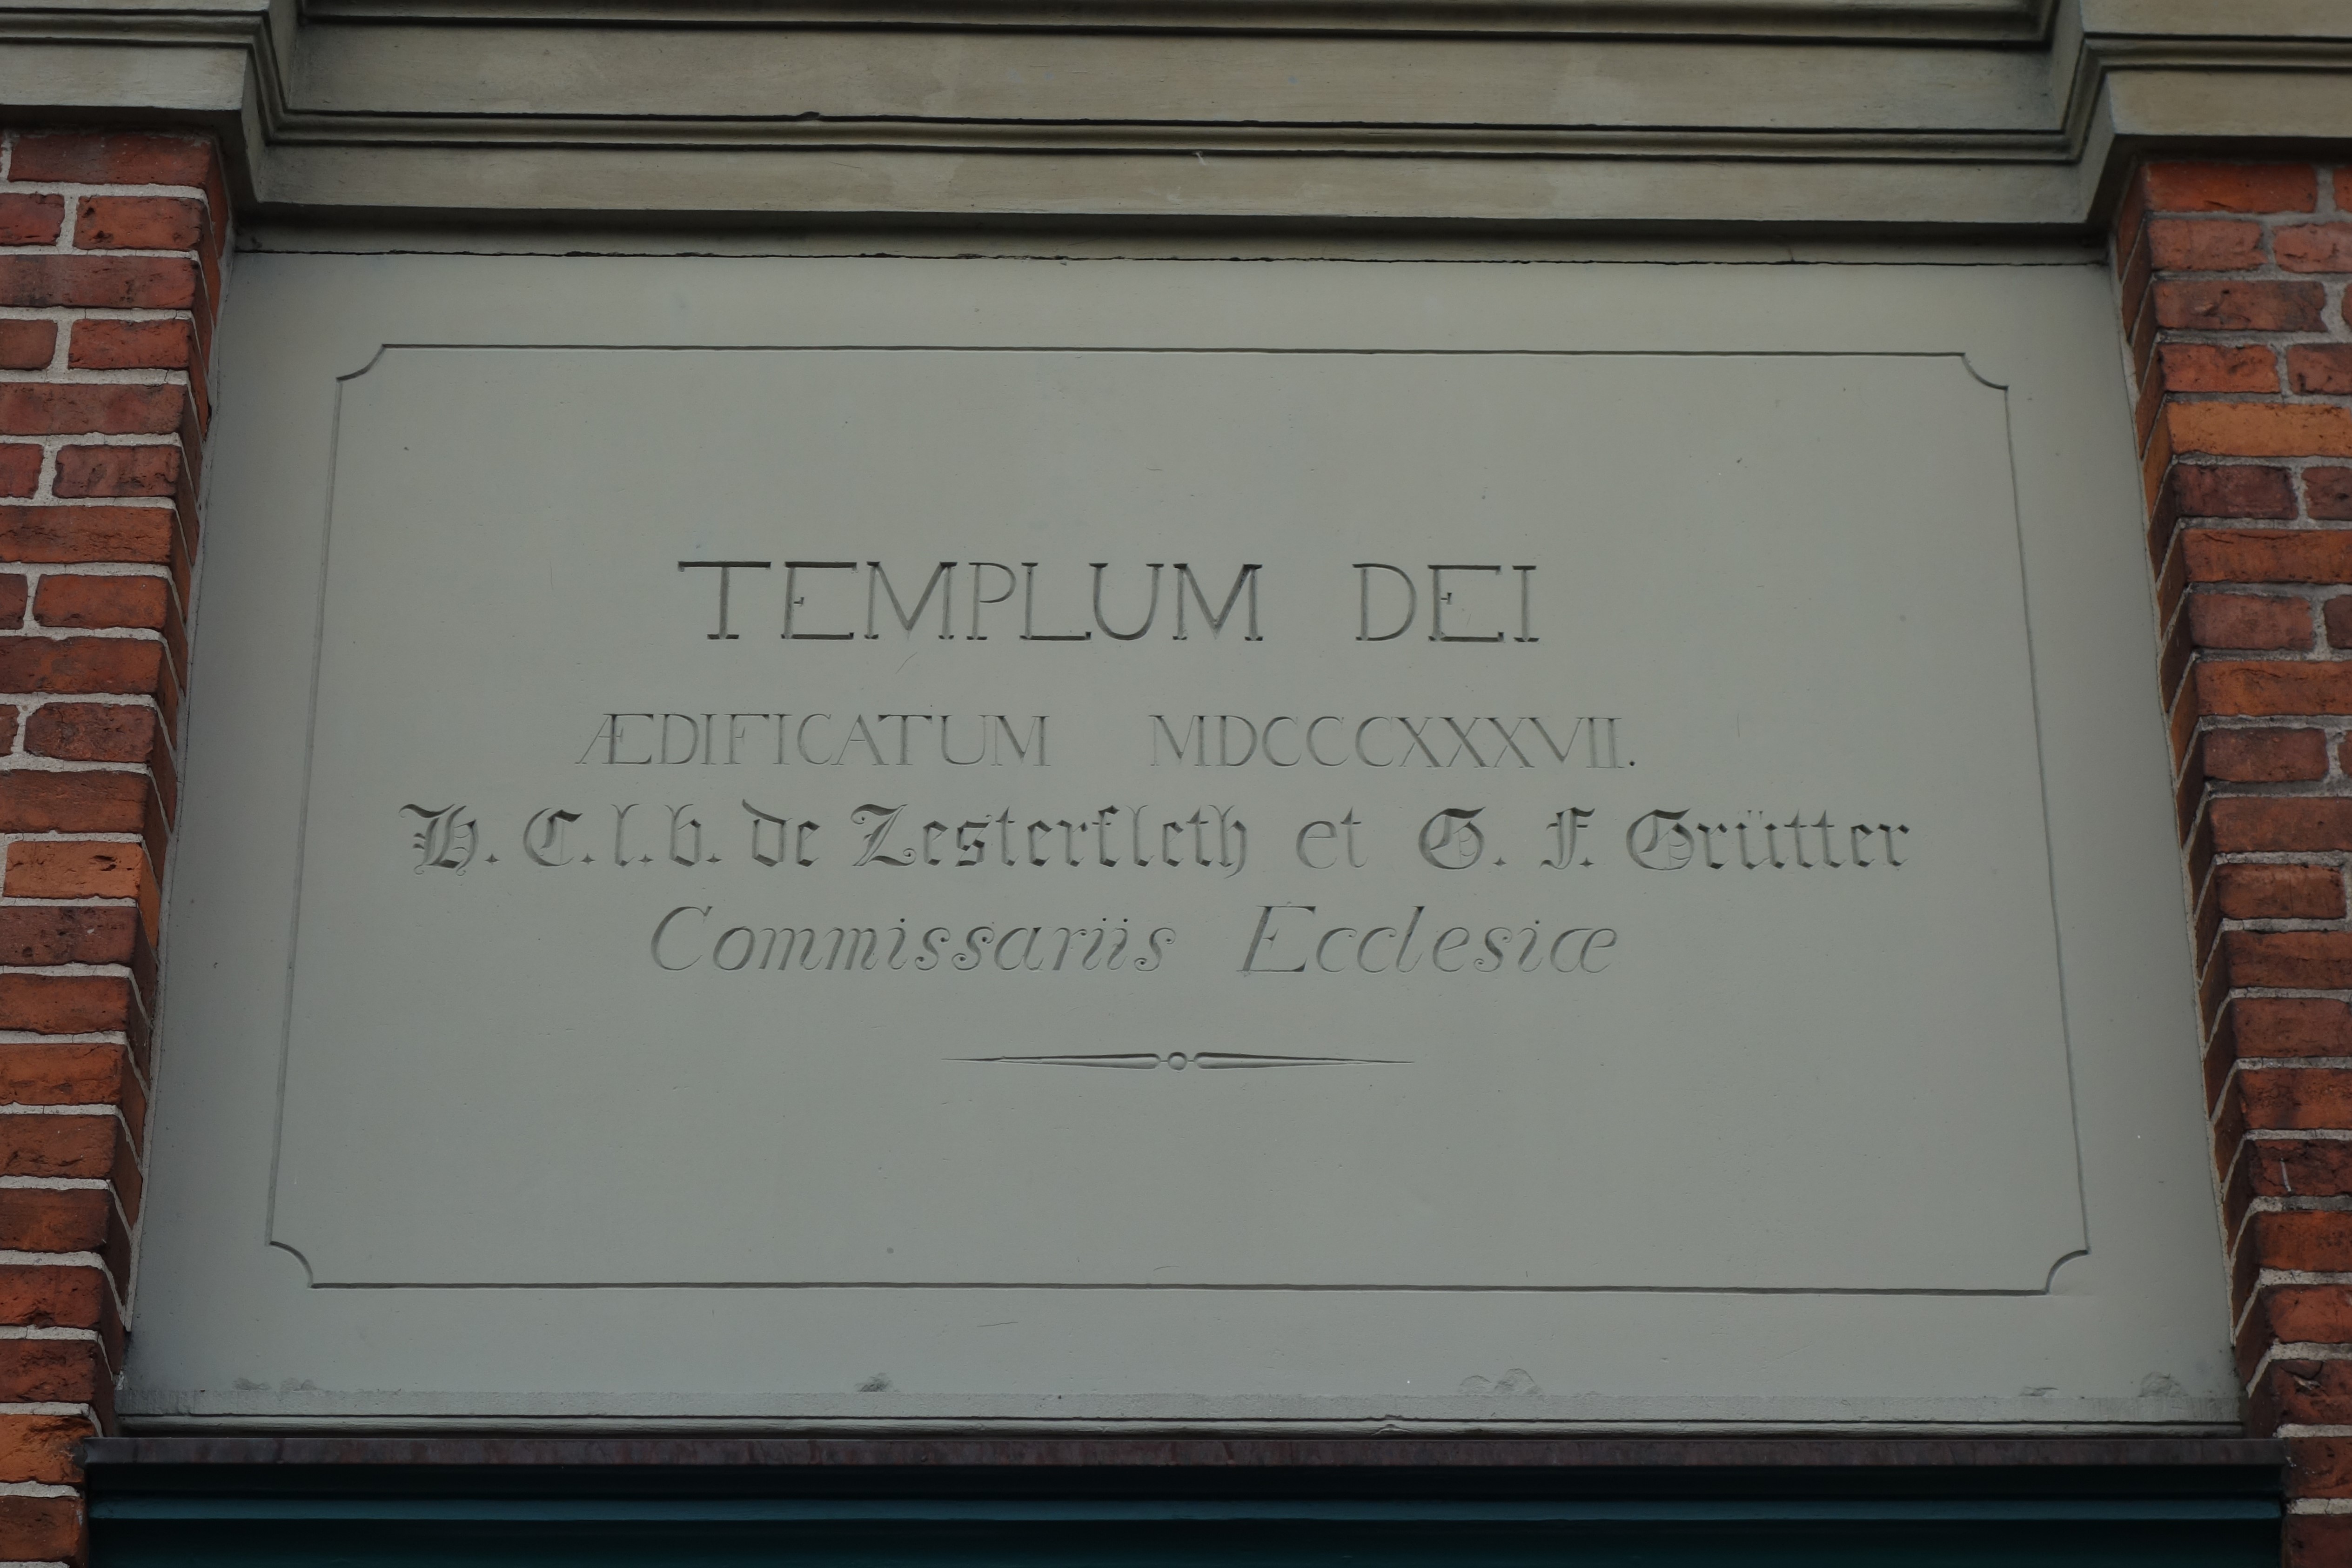 TEMPLUM DEI
ÆDIFICATUM MDCCCXXXVII.
H. C. l. b. de Zesterfleth et G. F. Grütter
Commissariis Ecclesiæ